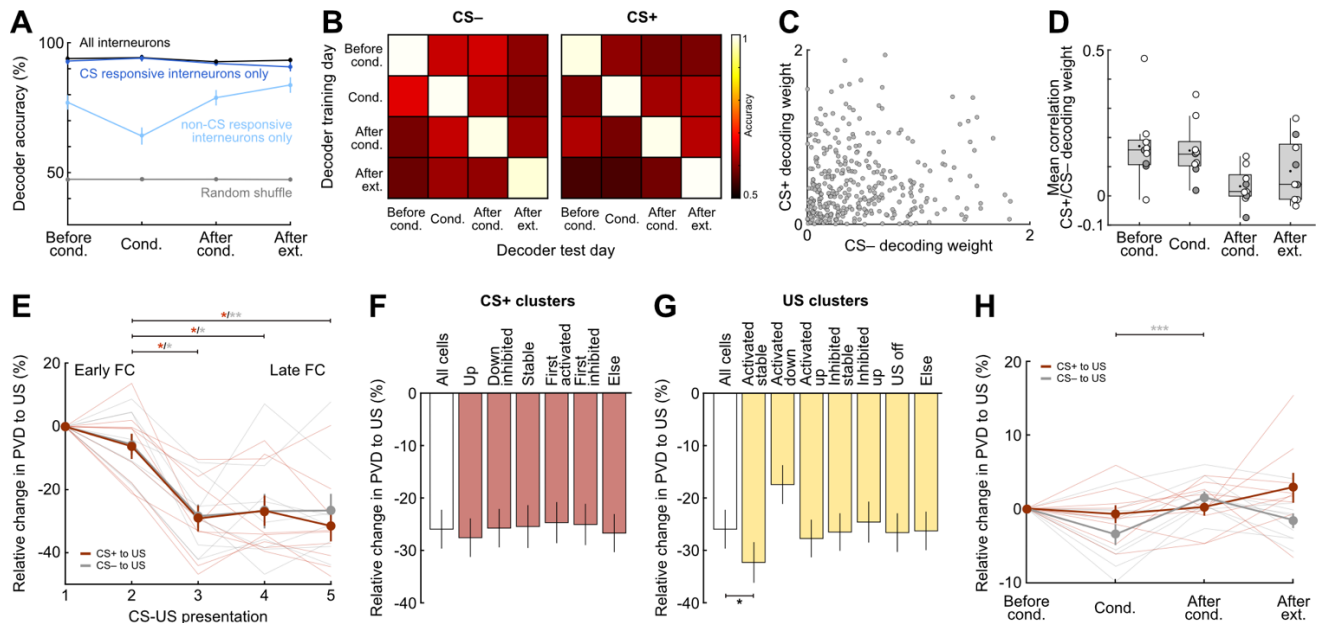 A
Decoder accuracy (%)
100
50
All interneurons
CS responsive interneurons only
non-CS responsive
interneurons only
Random shuffle
Before
cond.
Cond.
After
cond.
After
ext.
B
CS–
CS+
Decoder training day
Before
cond.
Cond.
After
cond.
After
ext.
Before
cond.
Cond.
After
cond.
After
ext.
Before
cond.
Cond.
After
cond.
After
ext.
Decoder test day
1
Accuracy
0.5
C
CS+ decoding weight
2
0
0
CS– decoding weight
2
D
Mean correlation
CS+/CS– decoding weight
0.5
0
-0.1
Before
cond.
Cond.
After
cond.
After
ext.
E
*/**
*/*
*/*
Early FC
Late FC
Relative change in PVD to US (%)
20
0
-20
-40
-60
CS+ to US
CS– to US
1
2
3
4
5
CS-US presentation
F
CS+ clusters
All cells
Up
Down
inhibited
Stable
First
activated
First
inhibited
Else
Relative change in PVD to US (%)
0
-10
-20
-30
-40
G
US clusters
All cells
Activated
stable
Activated
down
Activated
up
Inhibited
stable
Inhibited
up
US off
Else
Relative change in PVD to US (%)
0
-10
-20
-30
-40
*
H
***
Relative change in PVD to US (%)
20
10
0
-10
CS+ to US
CS– to US
Before
cond.
Cond.
After
cond.
After
ext.